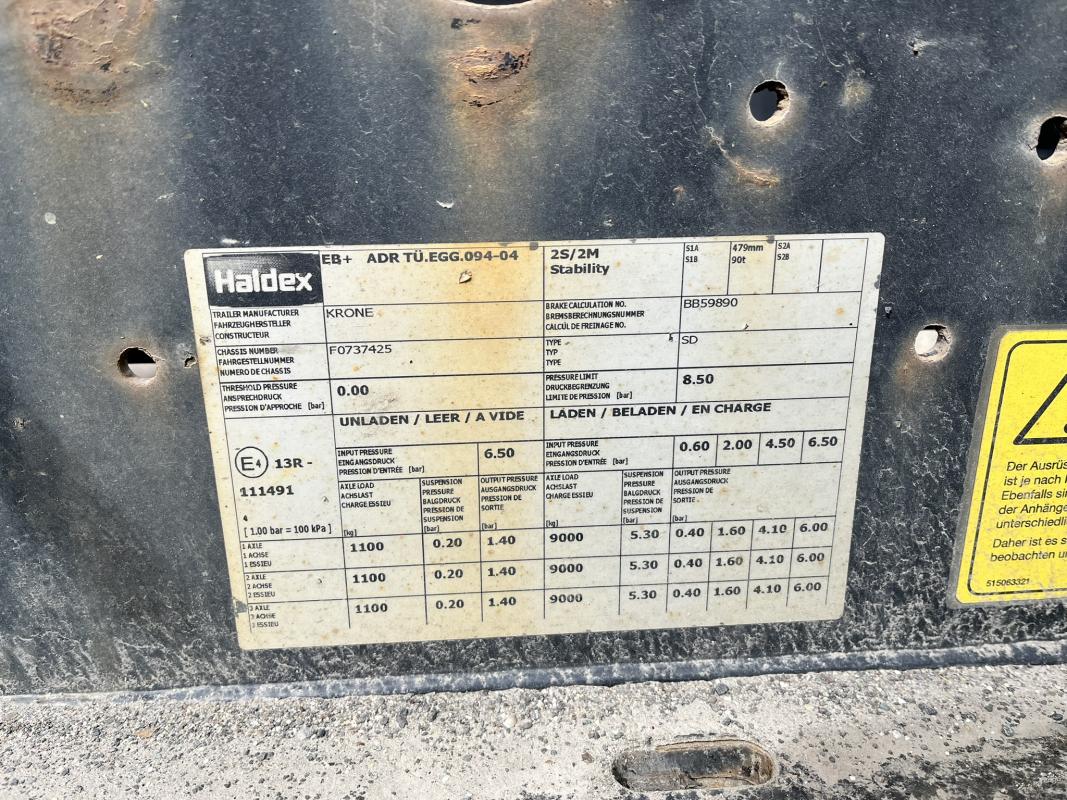 Haldex
EB+ ADR TÜ.EGG.094-04
2S/2M
Stability
S1A 479mm S2A
S1B 90t S2B
TRAILER MANUFACTURER
FAHRZEUGHERSTELLER
CONSTRUCTEUR
KRONE
BRAKE CALCULATION NO.
BREMSBERECHNUNGSNUMMER
CALCÚL DE FREINAGE NO.
BB59890
CHASSIS NUMBER
FAHRGESTELLNUMMER
NUMERO DE CHASSIS
F0737425
TYPE
TYP
TYPE
SD
THRESHOLD PRESSURE
ANSPRECHDRUCK
PRESSION D'APPROCHE [bar]
0.00
PRESSURE LIMIT
DRUCKBEGRENZUNG
LIMITE DE PRESSION [bar]
8.50
UNLADEN / LEER / A VIDE
LADEN / BELADEN / EN CHARGE
E4 13R -
111491
[ 1.00 bar = 100 kPa ]
INPUT PRESSURE
EINGANGSDRUCK
PRESSION D'ENTRÉE [bar]
6.50
INPUT PRESSURE
EINGANGSDRUCK
PRESSION D'ENTRÉE [bar]
0.60 2.00 4.50 6.50
AXLE LOAD
ACHSLAST
CHARGE ESSIEU
[kg]
SUSPENSION
PRESSURE
BALGDRUCK
PRESSION DE
SUSPENSION
[bar]
OUTPUT PRESSURE
AUSGANGSDRUCK
PRESSION DE
SORTIE
[bar]
AXLE LOAD
ACHSLAST
CHARGE ESSIEU
[kg]
SUSPENSION
PRESSURE
BALGDRUCK
PRESSION DE
SUSPENSION
[bar]
OUTPUT PRESSURE
AUSGANGSDRUCK
PRESSION DE
SORTIE
[bar]
1 AXLE
1 ACHSE
1 ESSIEU
1100 0.20 1.40 9000 5.30 0.40 1.60 4.10 6.00
2 AXLE
2 ACHSE
2 ESSIEU
1100 0.20 1.40 9000 5.30 0.40 1.60 4.10 6.00
3 AXLE
3 ACHSE
3 ESSIEU
1100 0.20 1.40 9000 5.30 0.40 1.60 4.10 6.00
Der Ausrüs
ist je nach
Ebenfalls sin
der Anhänge
unterschiedli
Daher ist es s
beobachten un
515063321